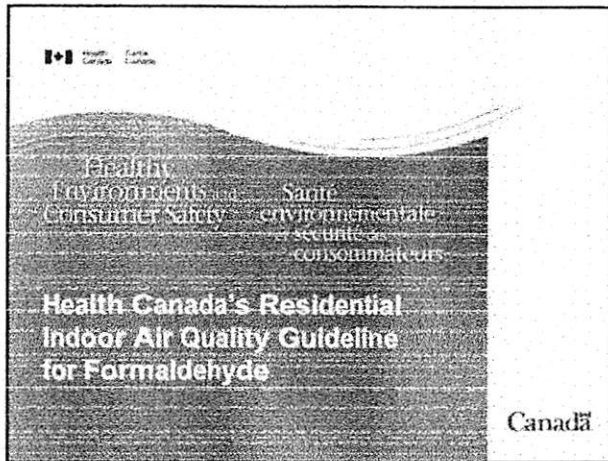 Health Canada
Santé Canada
Healthy
Environments and
Consumer Safety
Santé
environnementale
et sécurité des
consommateurs
Health Canada's Residential
Indoor Air Quality Guideline
for Formaldehyde
Canada